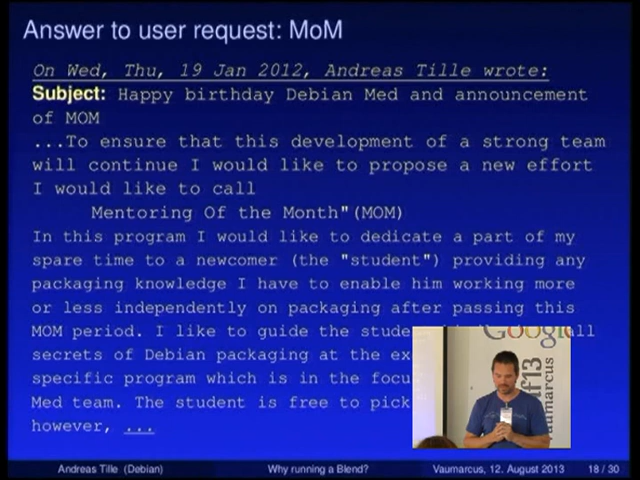 Answer to user request: MoM
On Wed, Thu, 19 Jan 2012, Andreas Tille wrote:
Subject: Happy birthday Debian Med and announcement
of MOM
...To ensure that this development of a strong team
will continue I would like to propose a new effort
I would like to call
Mentoring Of the Month"(MOM)
In this program I would like to dedicate a part of my
spare time to a newcomer (the "student") providing any
packaging knowledge I have to enable him working more
or less independently on packaging after passing this
MOM period. I like to guide the stude
secrets of Debian packaging at the ex
specific program which is in the focu
Med team. The student is free to pick
however, ...
Google
f13
Vaumarcus
Andreas Tille (Debian) Why running a Blend? Vaumarcus, 12. August 2013 18 / 30